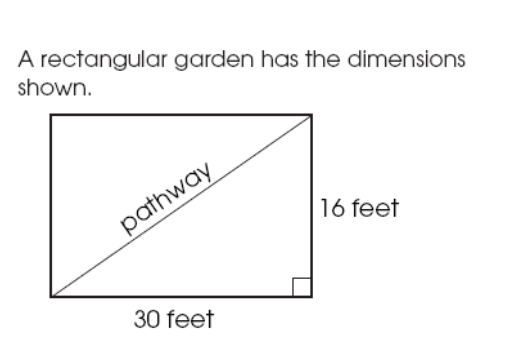 A rectangular garden has the dimensions
shown.
pathway
16 feet
30 feet